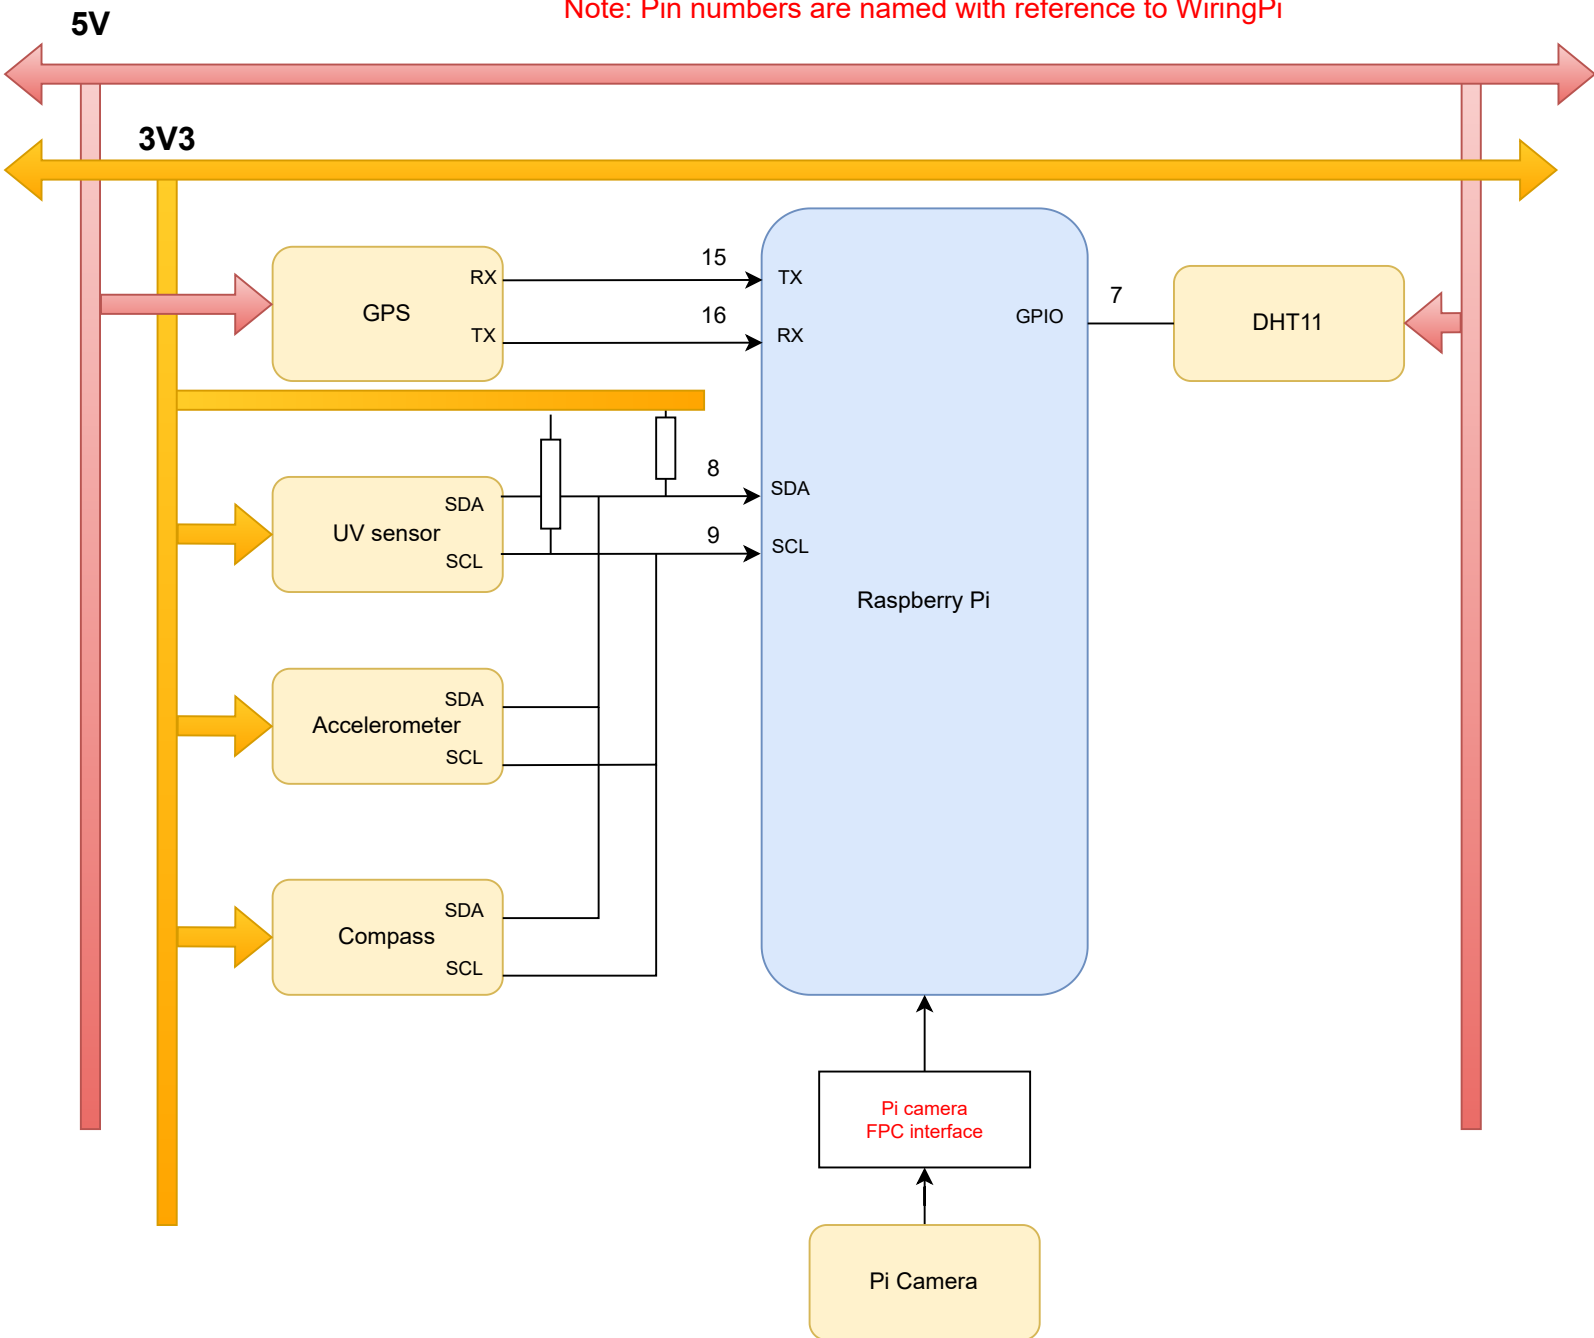 Note: Pin numbers are named with reference to WiringPi
5V
3V3
RX
15
TX
GPS
TX
16
RX
GPIO
7
DHT11
SDA
8
SDA
UV sensor
SCL
9
SCL
Raspberry Pi
SDA
Accelerometer
SCL
SDA
Compass
SCL
Pi camera
FPC interface
Pi Camera